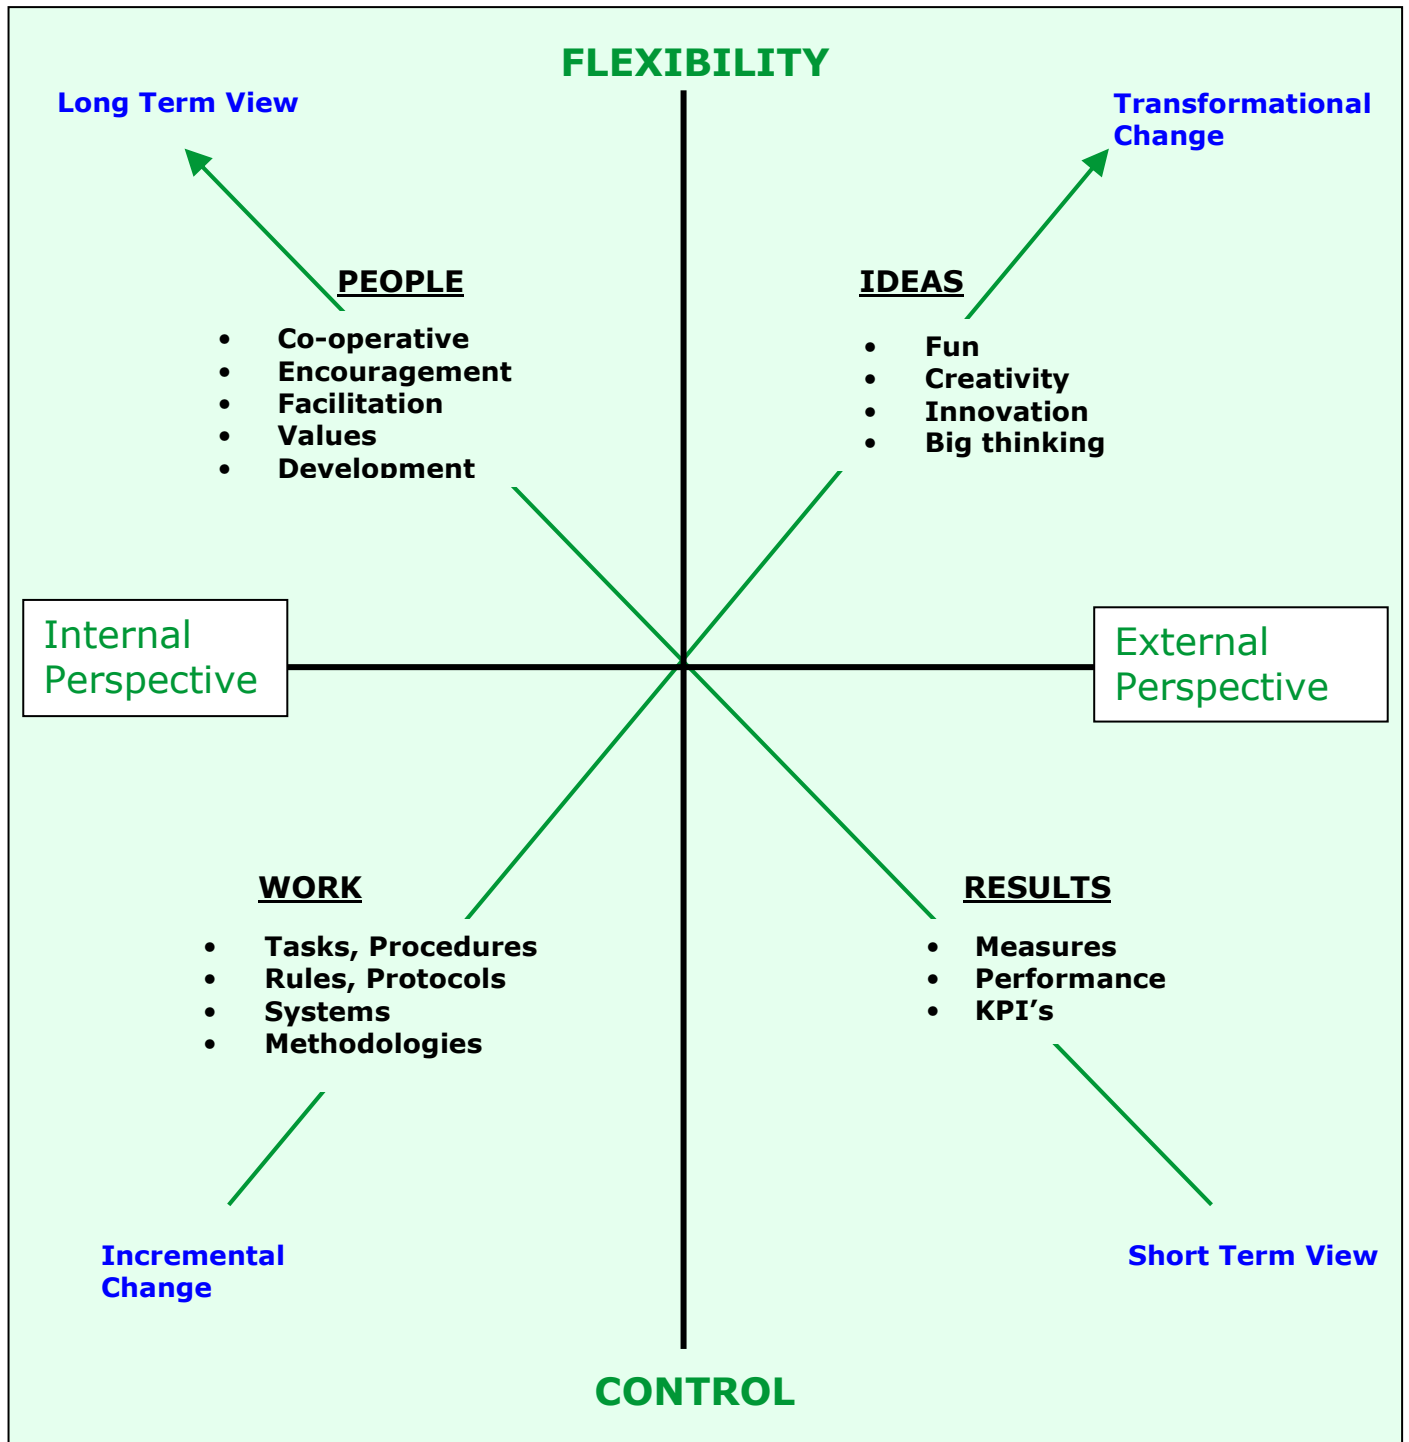 FLEXIBILITY
Long Term View
Transformational
Change
PEOPLE
• Co-operative
• Encouragement
• Facilitation
• Values
• Development
IDEAS
• Fun
• Creativity
• Innovation
• Big thinking
Internal
Perspective
External
Perspective
WORK
• Tasks, Procedures
• Rules, Protocols
• Systems
• Methodologies
RESULTS
• Measures
• Performance
• KPI’s
Incremental
Change
Short Term View
CONTROL